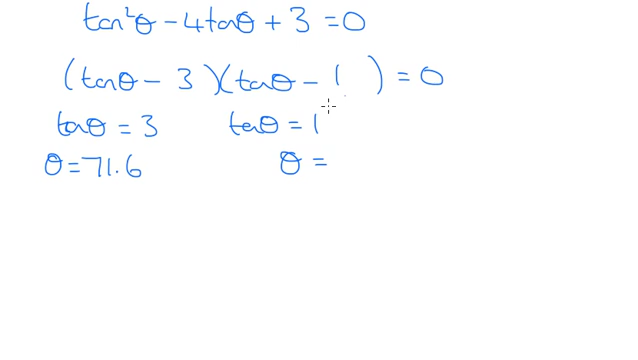 tan²θ − 4tanθ + 3 = 0
(tanθ − 3)(tanθ − 1) = 0
tanθ = 3 tanθ = 1
θ = 71.6 θ =